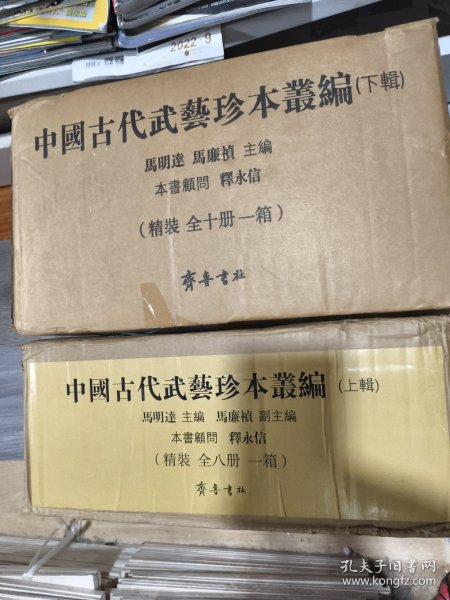 2022 9
中國古代武藝珍本叢編(下輯)
馬明達 馬廉禎 主編
本書顧問 釋永信
(精裝 全十册一箱)
齊魯書社
中國古代武藝珍本叢編(上輯)
馬明達 主編 馬廉禎 副主編
本書顧問 釋永信
(精裝 全八册 一箱)
齊魯書社
孔夫子旧书网
www.kongfz.com